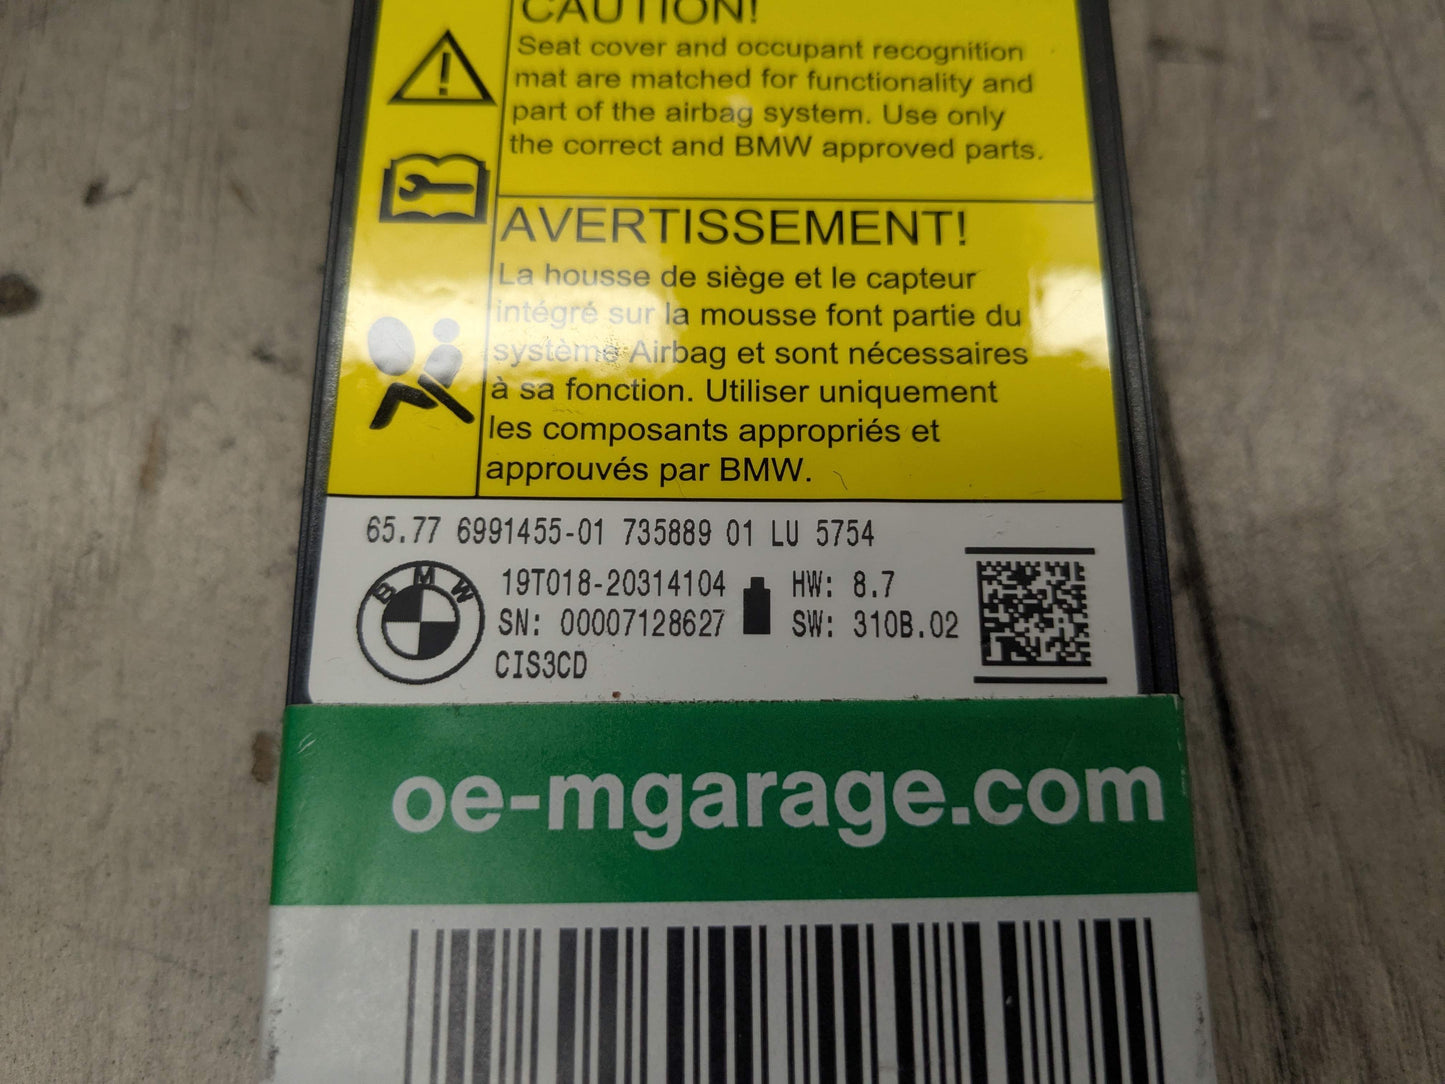 CAUTION!
Seat cover and occupant recognition
mat are matched for functionality and
part of the airbag system. Use only
the correct and BMW approved parts.
AVERTISSEMENT!
La housse de siège et le capteur
intégré sur la mousse font partie du
système Airbag et sont nécessaires
à sa fonction. Utiliser uniquement
les composants appropriés et
approuvés par BMW.
65.77 6991455-01 735889 01 LU 5754
BMW
19T018-20314104 HW: 8.7
SN: 00007128627 SW: 310B.02
CIS3CD
oe-mgarage.com